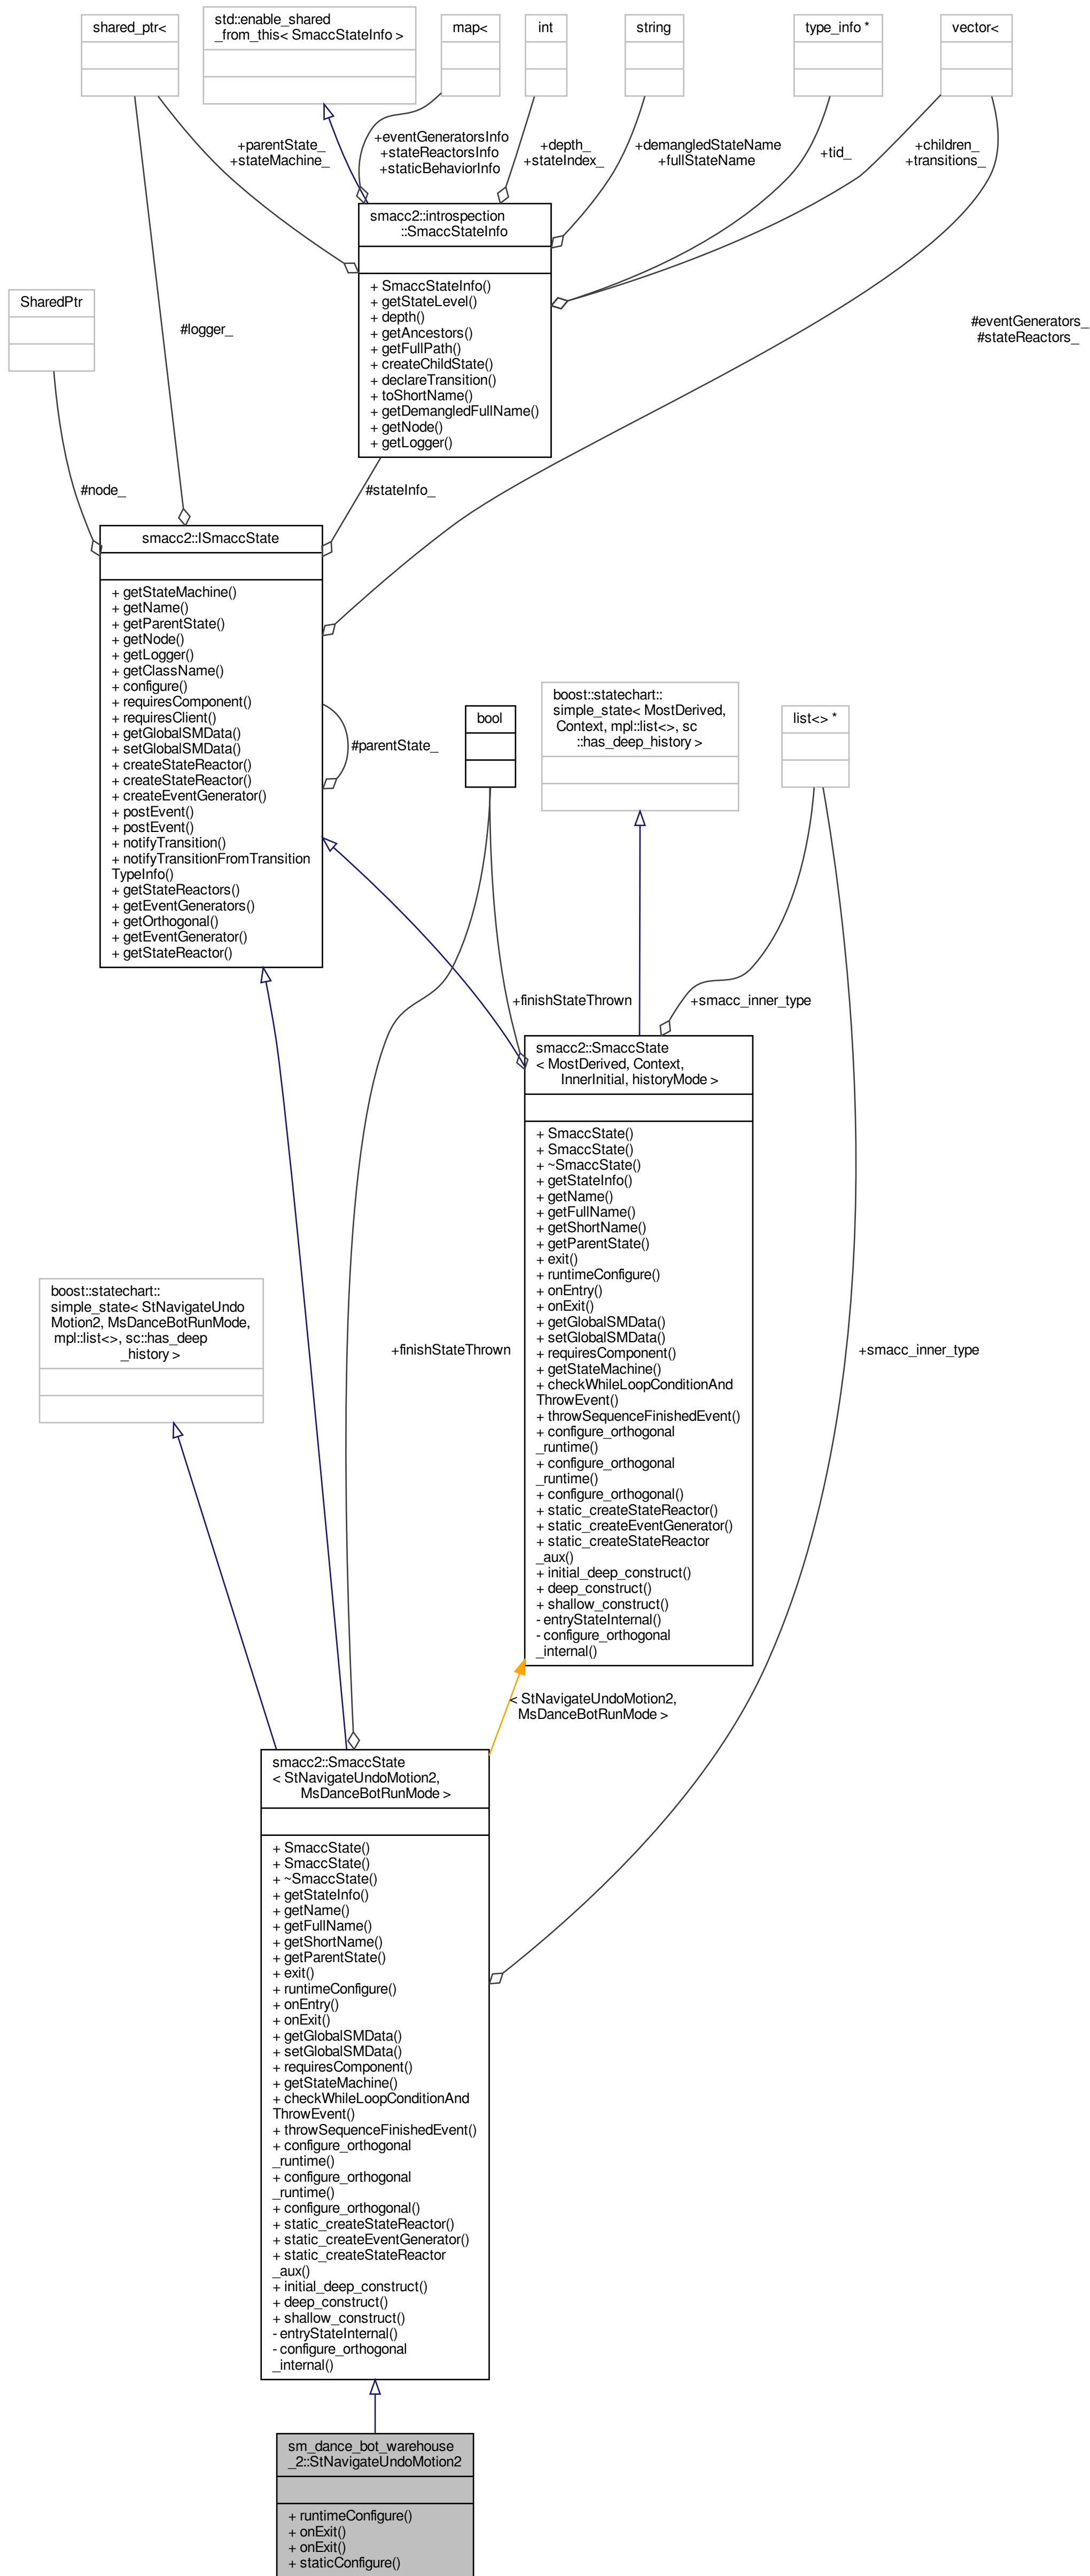 shared_ptr<
std::enable_shared
_from_this< SmaccStateInfo >
map<
int
string
type_info *
vector<
+parentState_
+stateMachine_
+eventGeneratorsInfo
+stateReactorsInfo
+staticBehaviorInfo
+depth_
+stateIndex_
+demangledStateName
+fullStateName
+tid_
+children_
+transitions_
smacc2::introspection
::SmaccStateInfo
+ SmaccStateInfo()
+ getStateLevel()
+ depth()
+ getAncestors()
+ getFullPath()
+ createChildState()
+ declareTransition()
+ toShortName()
+ getDemangledFullName()
+ getNode()
+ getLogger()
SharedPtr
#logger_
#eventGenerators_
#stateReactors_
#node_
#stateInfo_
smacc2::ISmaccState
+ getStateMachine()
+ getName()
+ getParentState()
+ getNode()
+ getLogger()
+ getClassName()
+ configure()
+ requiresComponent()
+ requiresClient()
+ getGlobalSMData()
+ setGlobalSMData()
+ createStateReactor()
+ createStateReactor()
+ createEventGenerator()
+ postEvent()
+ postEvent()
+ notifyTransition()
+ notifyTransitionFromTransition
TypeInfo()
+ getStateReactors()
+ getEventGenerators()
+ getOrthogonal()
+ getEventGenerator()
+ getStateReactor()
#parentState_
bool
boost::statechart::
simple_state< MostDerived,
Context, mpl::list<>, sc
::has_deep_history >
list<> *
+finishStateThrown
+smacc_inner_type
smacc2::SmaccState
< MostDerived, Context,
InnerInitial, historyMode >
+ SmaccState()
+ SmaccState()
+ ~SmaccState()
+ getStateInfo()
+ getName()
+ getFullName()
+ getShortName()
+ getParentState()
+ exit()
+ runtimeConfigure()
+ onEntry()
+ onExit()
+ getGlobalSMData()
+ setGlobalSMData()
+ requiresComponent()
+ getStateMachine()
+ checkWhileLoopConditionAnd
ThrowEvent()
+ throwSequenceFinishedEvent()
+ configure_orthogonal
_runtime()
+ configure_orthogonal
_runtime()
+ configure_orthogonal()
+ static_createStateReactor()
+ static_createEventGenerator()
+ static_createStateReactor
_aux()
+ initial_deep_construct()
+ deep_construct()
+ shallow_construct()
- entryStateInternal()
- configure_orthogonal
_internal()
boost::statechart::
simple_state< StNavigateUndo
Motion2, MsDanceBotRunMode,
mpl::list<>, sc::has_deep
_history >
+finishStateThrown
+smacc_inner_type
< StNavigateUndoMotion2,
MsDanceBotRunMode >
smacc2::SmaccState
< StNavigateUndoMotion2,
MsDanceBotRunMode >
+ SmaccState()
+ SmaccState()
+ ~SmaccState()
+ getStateInfo()
+ getName()
+ getFullName()
+ getShortName()
+ getParentState()
+ exit()
+ runtimeConfigure()
+ onEntry()
+ onExit()
+ getGlobalSMData()
+ setGlobalSMData()
+ requiresComponent()
+ getStateMachine()
+ checkWhileLoopConditionAnd
ThrowEvent()
+ throwSequenceFinishedEvent()
+ configure_orthogonal
_runtime()
+ configure_orthogonal
_runtime()
+ configure_orthogonal()
+ static_createStateReactor()
+ static_createEventGenerator()
+ static_createStateReactor
_aux()
+ initial_deep_construct()
+ deep_construct()
+ shallow_construct()
- entryStateInternal()
- configure_orthogonal
_internal()
sm_dance_bot_warehouse
_2::StNavigateUndoMotion2
+ runtimeConfigure()
+ onExit()
+ onExit()
+ staticConfigure()